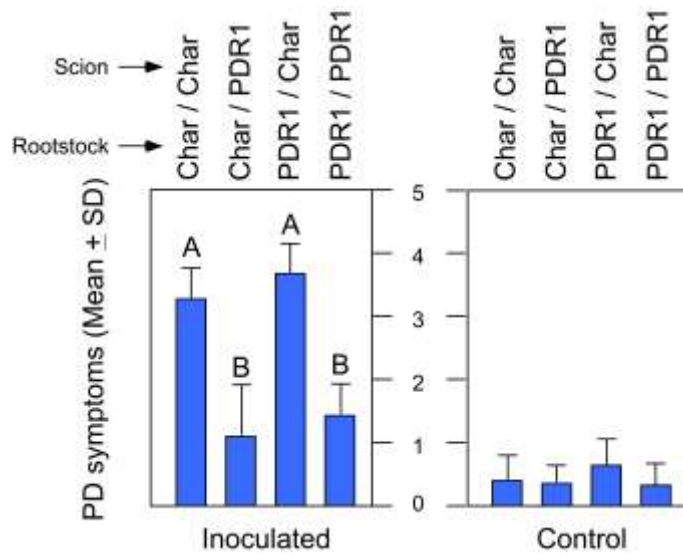 Scion
Rootstock
Char / Char
Char / PDR1
PDR1 / Char
PDR1 / PDR1
Char / Char
Char / PDR1
PDR1 / Char
PDR1 / PDR1
PD symptoms (Mean ± SD)
A
B
A
B
5
4
3
2
1
0
Inoculated
Control